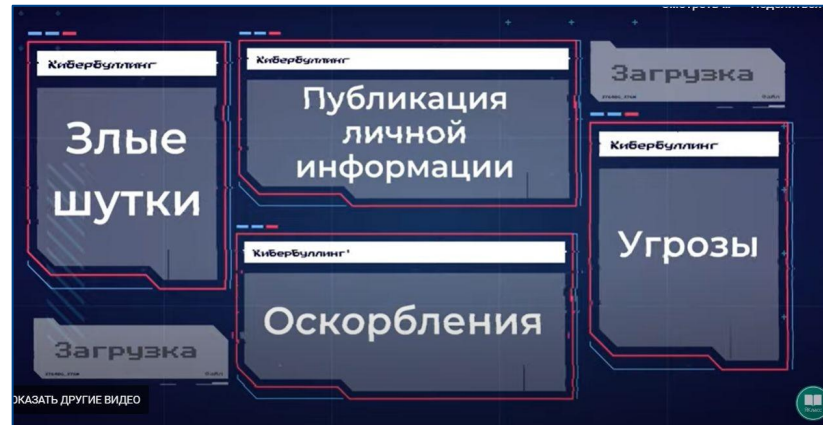 Кибербуллинг
Злые
шутки
Кибербуллинг
Публикация
личной
информации
Загрузка
Кибербуллинг
Угрозы
Кибербуллинг
Оскорбления
Загрузка
ОКАЗАТЬ ДРУГИЕ ВИДЕО